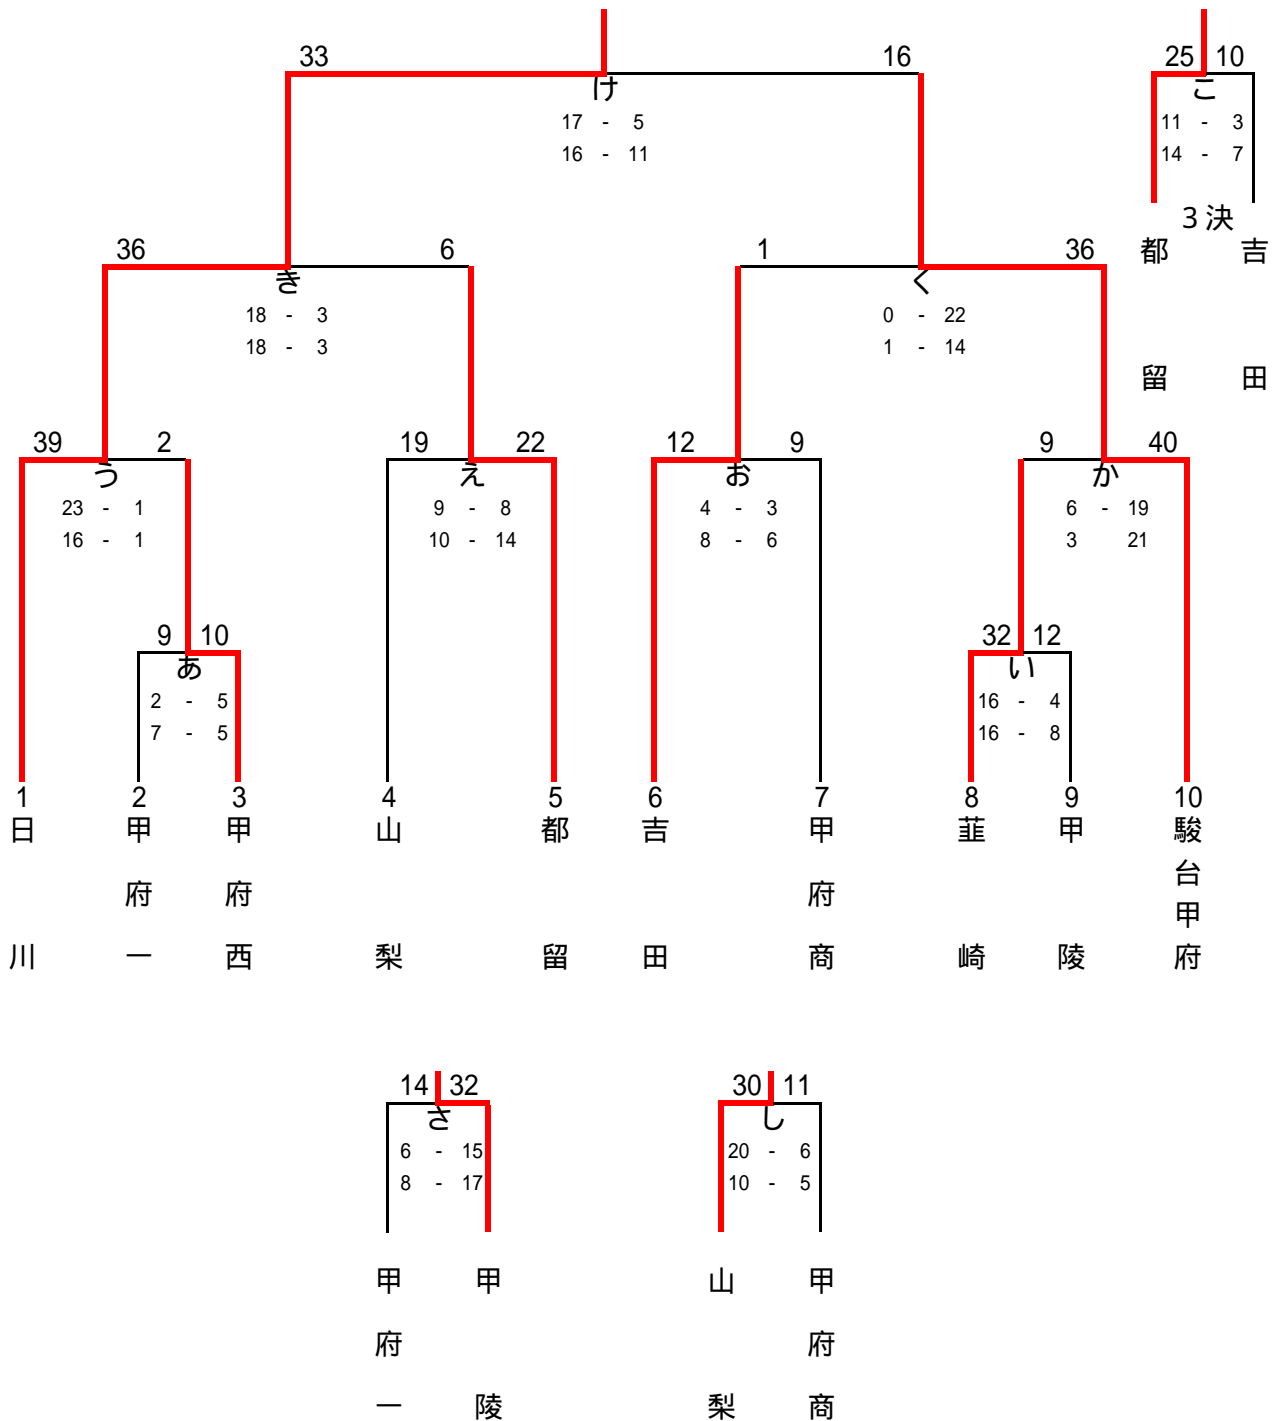 33 16 25 10
け こ
17 - 5 11 - 3
16 - 11 14 - 7
3決
都留 吉田
36 6 1 36
き く
18 - 3 0 - 22
18 - 3 1 - 14
39 2 19 22 12 9 9 40
う え お か
23 - 1 9 - 8 4 - 3 6 - 19
16 - 1 10 - 14 8 - 6 3 21
9 10 32 12
あ い
2 - 5 16 - 4
7 - 5 16 - 8
1 2 3 4 5 6 7 8 9 10
日川 甲府一 甲府西 山梨 都留 吉田 甲府商 韮崎 甲陵 駿台甲府
14 32 30 11
さ し
6 - 15 20 - 6
8 - 17 10 - 5
甲府一 甲陵 山梨 甲府商